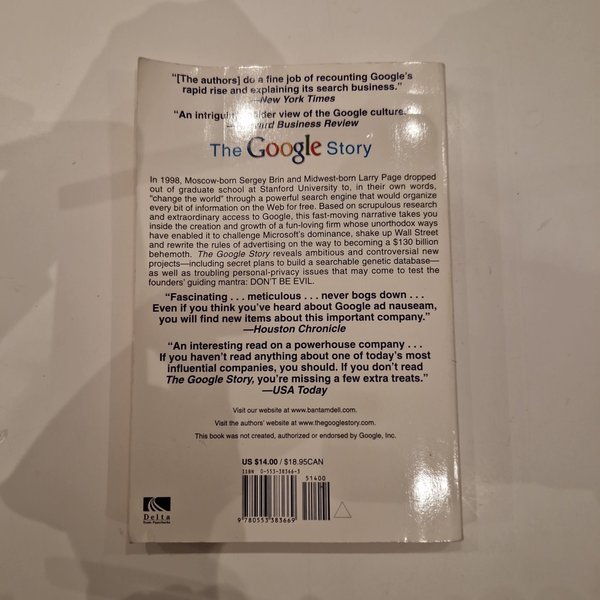 “[The authors] do a fine job of recounting Google’s
rapid rise and explaining its search business.”
—New York Times
“An intriguing insider view of the Google culture.”
—Harvard Business Review
The Google Story
In 1998, Moscow-born Sergey Brin and Midwest-born Larry Page dropped
out of graduate school at Stanford University to, in their own words,
“change the world” through a powerful search engine that would organize
every bit of information on the Web for free. Based on scrupulous research
and extraordinary access to Google, this fast-moving narrative takes you
inside the creation and growth of a fun-loving firm whose unorthodox ways
have enabled it to challenge Microsoft’s dominance, shake up Wall Street
and rewrite the rules of advertising on the way to becoming a $130 billion
behemoth. The Google Story reveals ambitious and controversial new
projects—including secret plans to build a searchable genetic database—
as well as troubling personal-privacy issues that may come to test the
founders’ guiding mantra: DON’T BE EVIL.
“Fascinating . . . meticulous . . . never bogs down . . .
Even if you think you’ve heard about Google ad nauseam,
you will find new items about this important company.”
—Houston Chronicle
“An interesting read on a powerhouse company . . .
If you haven’t read anything about one of today’s most
influential companies, you should. If you don’t read
The Google Story, you’re missing a few extra treats.”
—USA Today
Visit our website at www.bantamdell.com.
Visit the authors’ website at www.thegooglestory.com.
This book was not created, authorized or endorsed by Google, Inc.
US $14.00 / $18.95CAN
ISBN 0-553-38366-5
51400
9 780553 383669
Delta
Trade Paperbacks